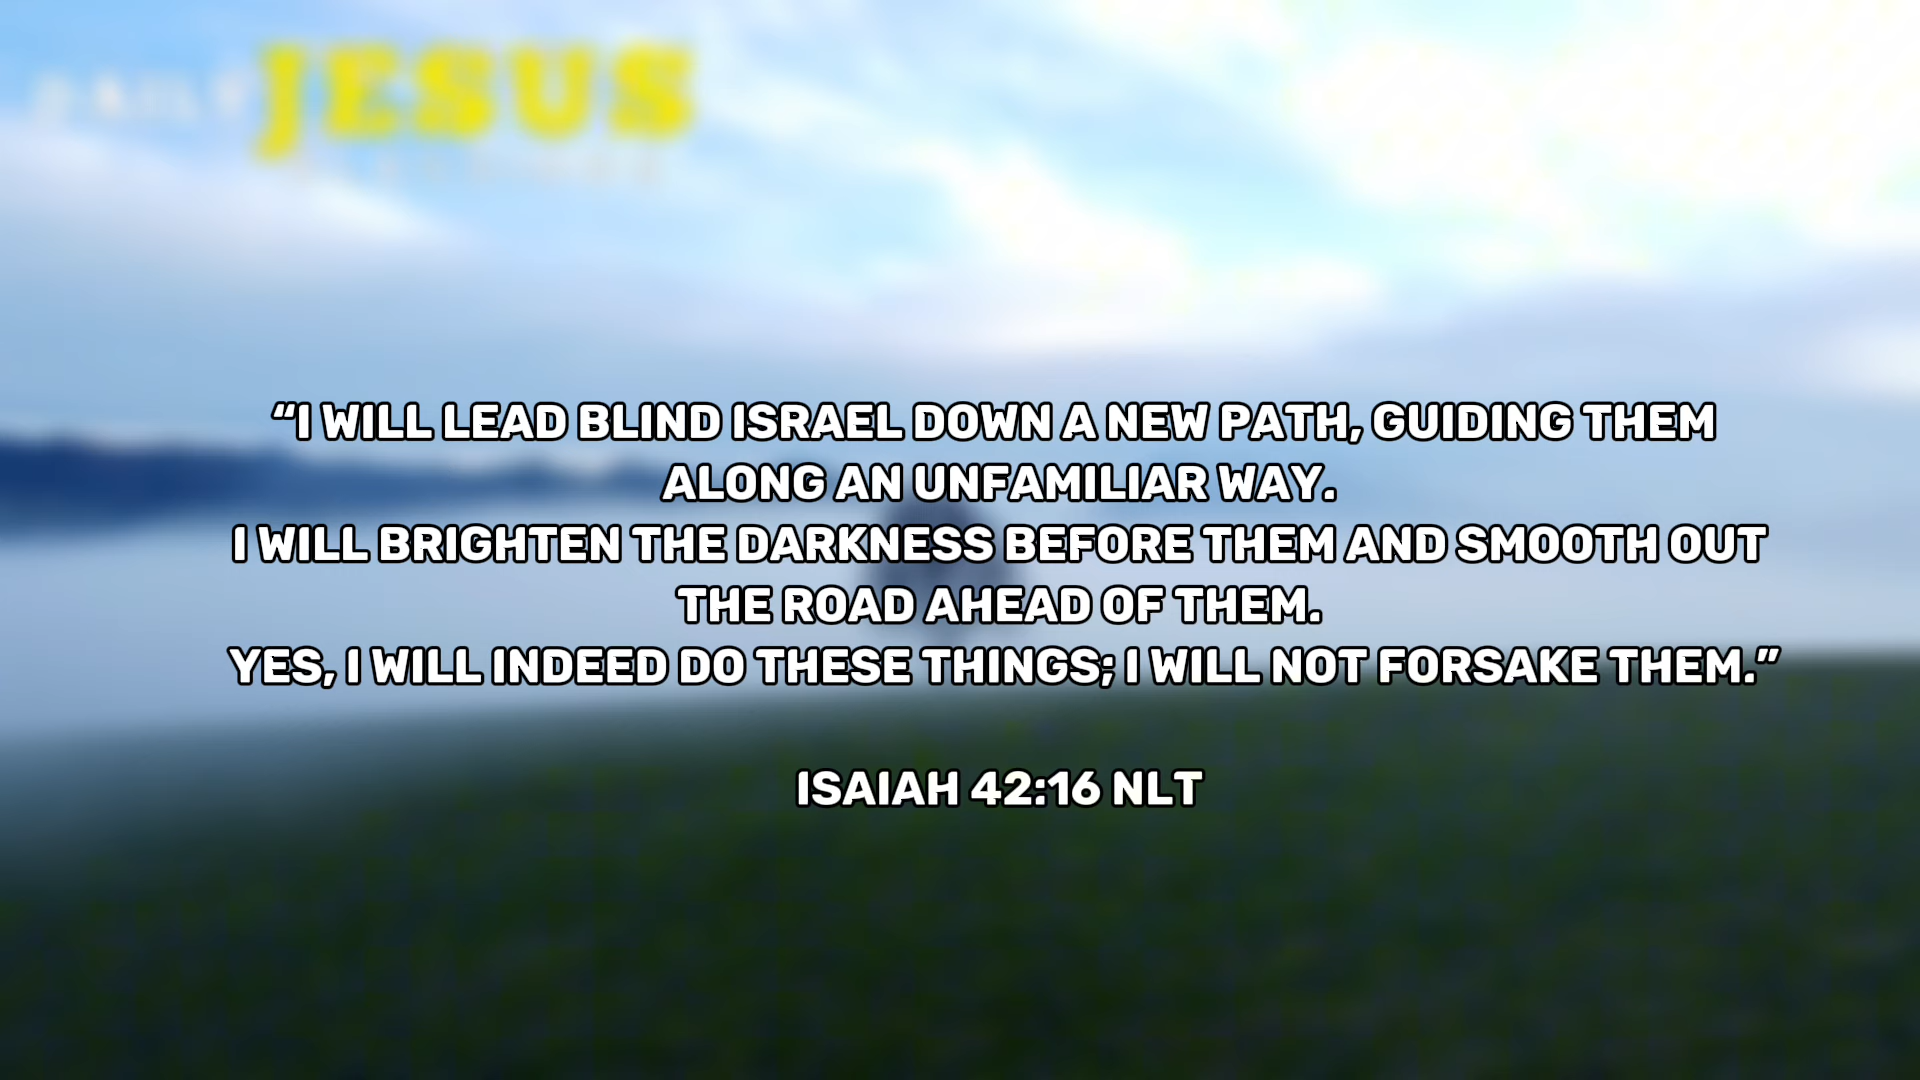 DAILY JESUS
“I WILL LEAD BLIND ISRAEL DOWN A NEW PATH, GUIDING THEM
ALONG AN UNFAMILIAR WAY.
I WILL BRIGHTEN THE DARKNESS BEFORE THEM AND SMOOTH OUT
THE ROAD AHEAD OF THEM.
YES, I WILL INDEED DO THESE THINGS; I WILL NOT FORSAKE THEM.”
ISAIAH 42:16 NLT